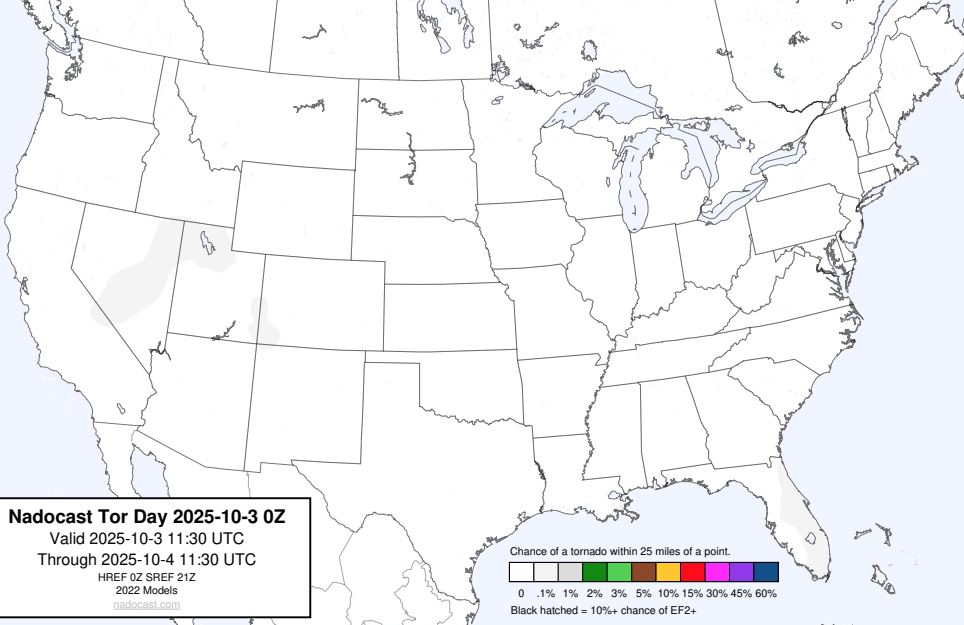 Nadocast Tor Day 2025-10-3 0Z
Valid 2025-10-3 11:30 UTC
Through 2025-10-4 11:30 UTC
HREF 0Z SREF 21Z
2022 Models
nadocast.com
Chance of a tornado within 25 miles of a point.
0 .1% 1% 2% 3% 5% 10% 15% 30% 45% 60%
Black hatched = 10%+ chance of EF2+